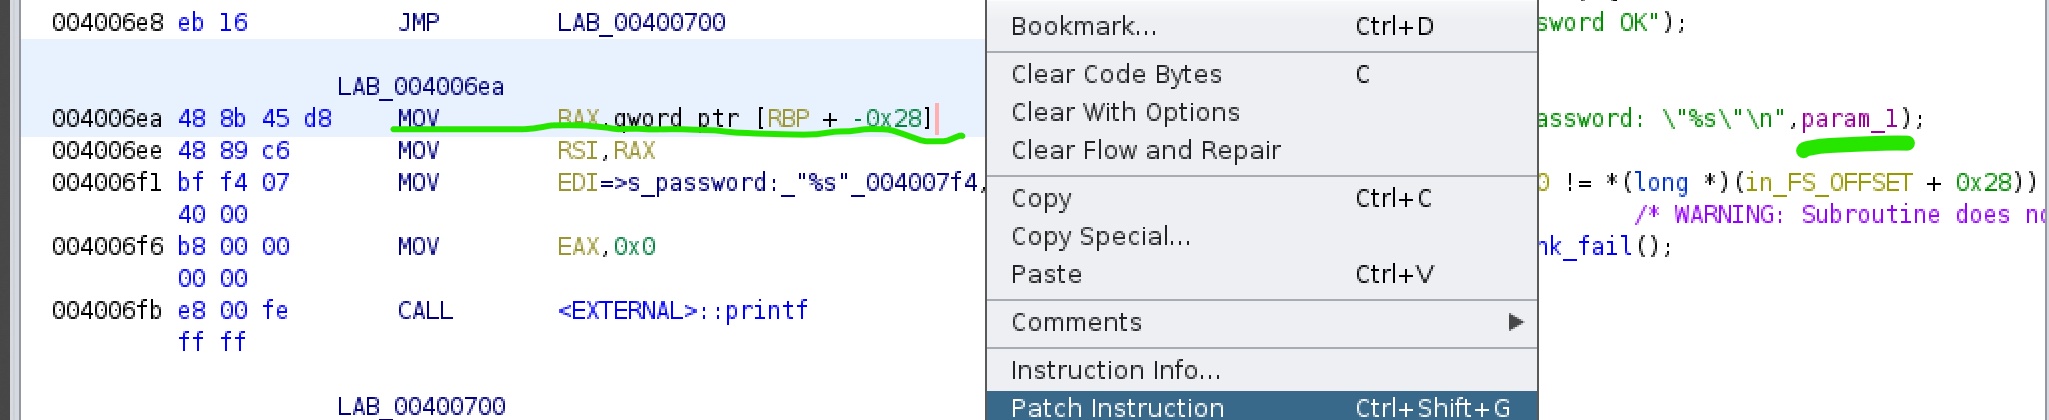 004006e8 eb 16 JMP LAB_00400700
LAB_004006ea
004006ea 48 8b 45 d8 MOV RAX,qword ptr [RBP + -0x28]
004006ee 48 89 c6 MOV RSI,RAX
004006f1 bf f4 07 MOV EDI=>s_password:_"%s"_004007f4,
40 00
004006f6 b8 00 00 MOV EAX,0x0
00 00
004006fb e8 00 fe CALL <EXTERNAL>::printf
ff ff
LAB_00400700
Bookmark... Ctrl+D
Clear Code Bytes C
Clear With Options
Clear Flow and Repair
Copy Ctrl+C
Copy Special...
Paste Ctrl+V
Comments
Instruction Info...
Patch Instruction Ctrl+Shift+G
sword OK");
assword: \"%s\"\n",param_1);
0 != *(long *)(in_FS_OFFSET + 0x28))
/* WARNING: Subroutine does no
nk_fail();